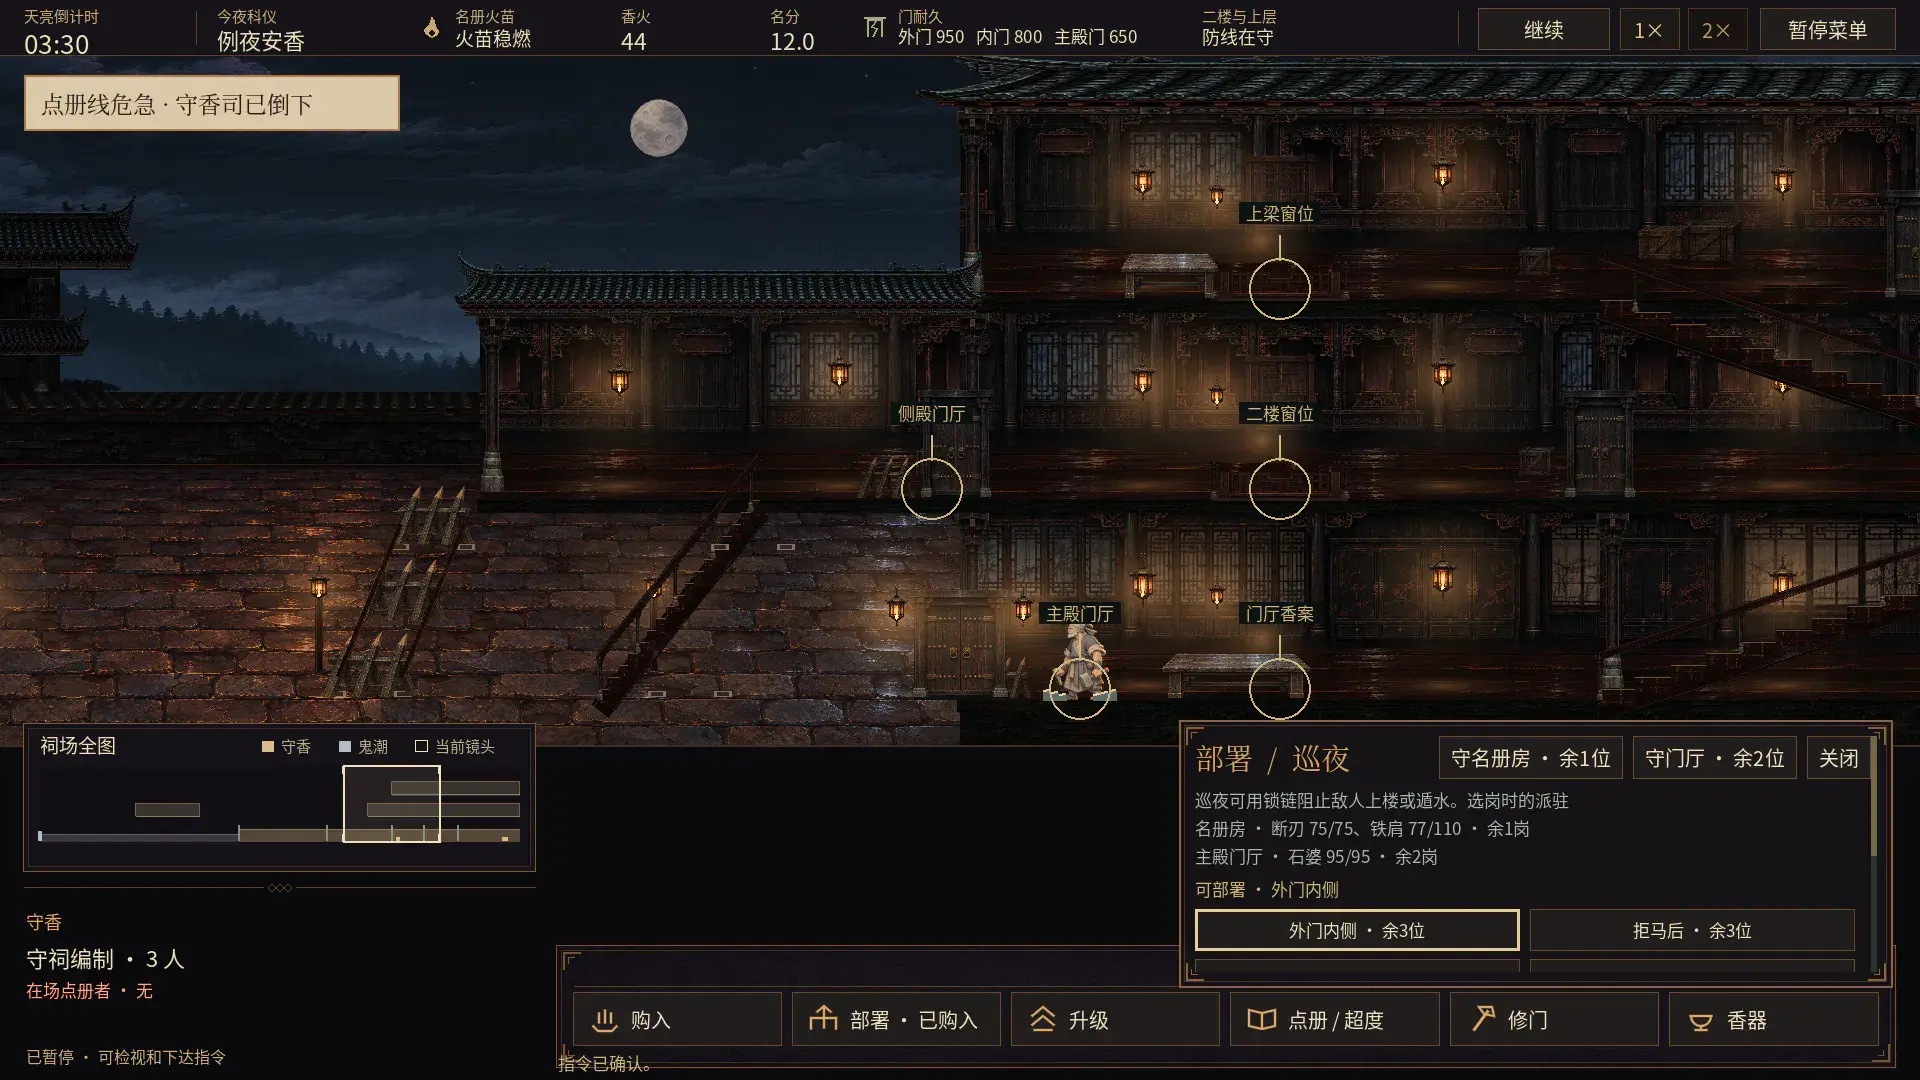 天亮倒计时
03:30
今夜科仪
例夜安香
名册火苗
火苗稳燃
香火
44
名分
12.0
门耐久
外门 950 内门 800 主殿门 650
二楼与上层
防线在守
继续
1×
2×
暂停菜单
点册线危急 · 守香司已倒下
上梁窗位
侧殿门厅
二楼窗位
主殿门厅
门厅香案
祠场全图
守香
鬼潮
当前镜头
守香
守祠编制 · 3 人
在场点册者 · 无
已暂停 · 可检视和下达指令
部署 / 巡夜
守名册房 · 余1位
守门厅 · 余2位
关闭
巡夜可用锁链阻止敌人上楼或遁水。选岗时的派驻
名册房 · 断刃 75/75、铁肩 77/110 · 余1岗
主殿门厅 · 石婆 95/95 · 余2岗
可部署 · 外门内侧
外门内侧 · 余3位
拒马后 · 余3位
购入
部署 · 已购入
升级
点册 / 超度
修门
香器
指令已确认。